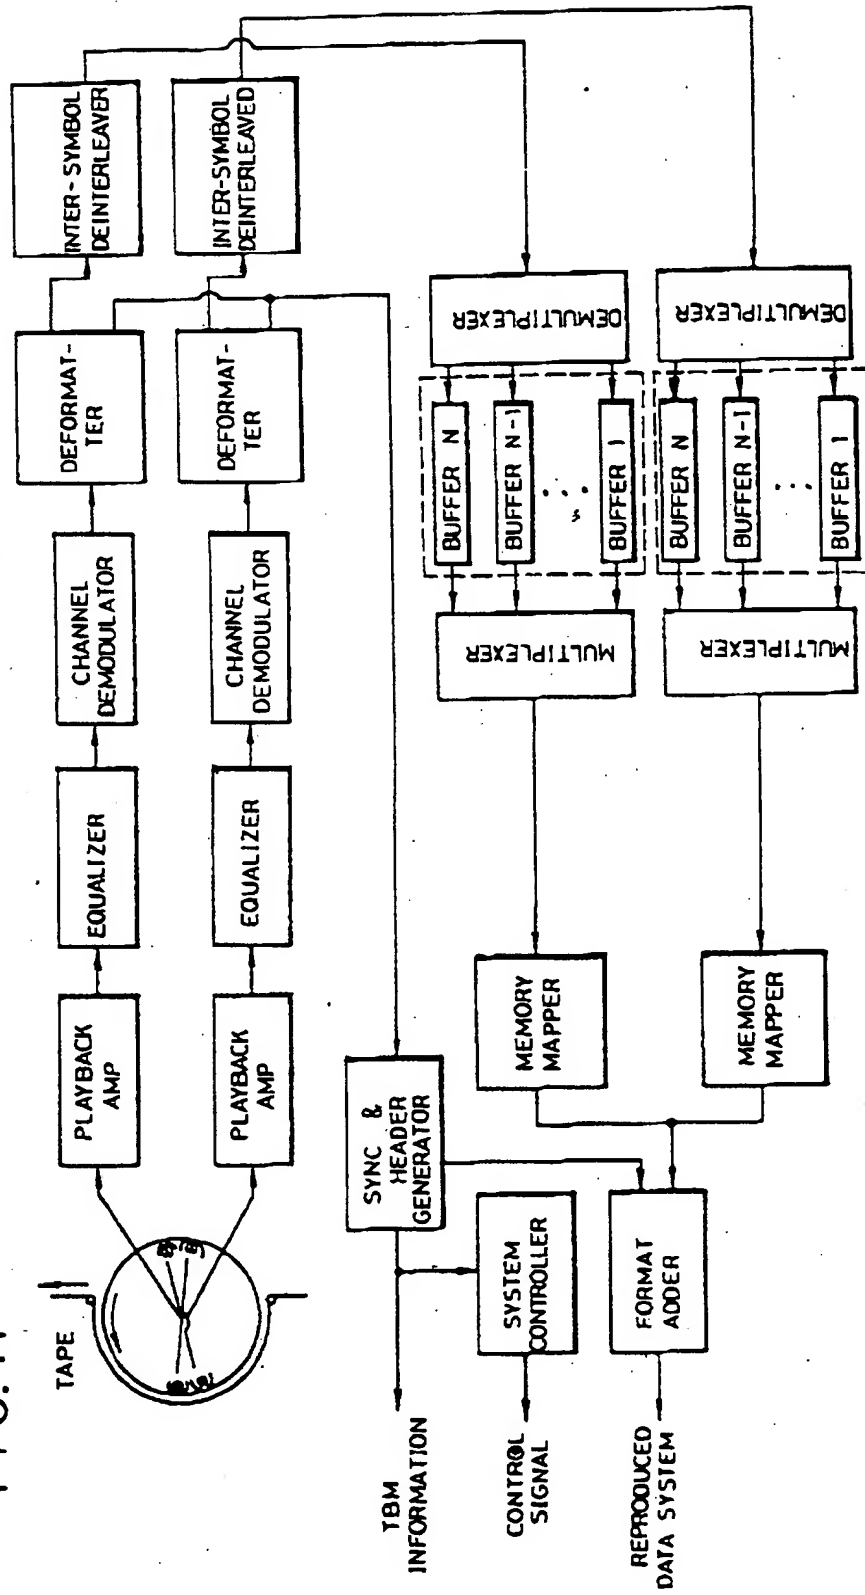 TAPE
PLAYBACK
AMP
EQUALIZER
CHANNEL
DEMODULATOR
DEFORMAT-
TER
INTER-SYMBOL
DEINTERLEAVER
PLAYBACK
AMP
EQUALIZER
CHANNEL
DEMODULATOR
DEFORMAT-
TER
INTER-SYMBOL
DEINTERLEAVED
SYNC &
HEADER
GENERATOR
TBM
INFORMATION
SYSTEM
CONTROLLER
CONTROL
SIGNAL
FORMAT
ADDER
REPRODUCED
DATA SYSTEM
MEMORY
MAPPER
MULTIPLEXER
BUFFER N
BUFFER N-1
...
BUFFER 1
DEMULTIPLEXER
MEMORY
MAPPER
MULTIPLEXER
BUFFER N
BUFFER N-1
...
BUFFER 1
DEMULTIPLEXER